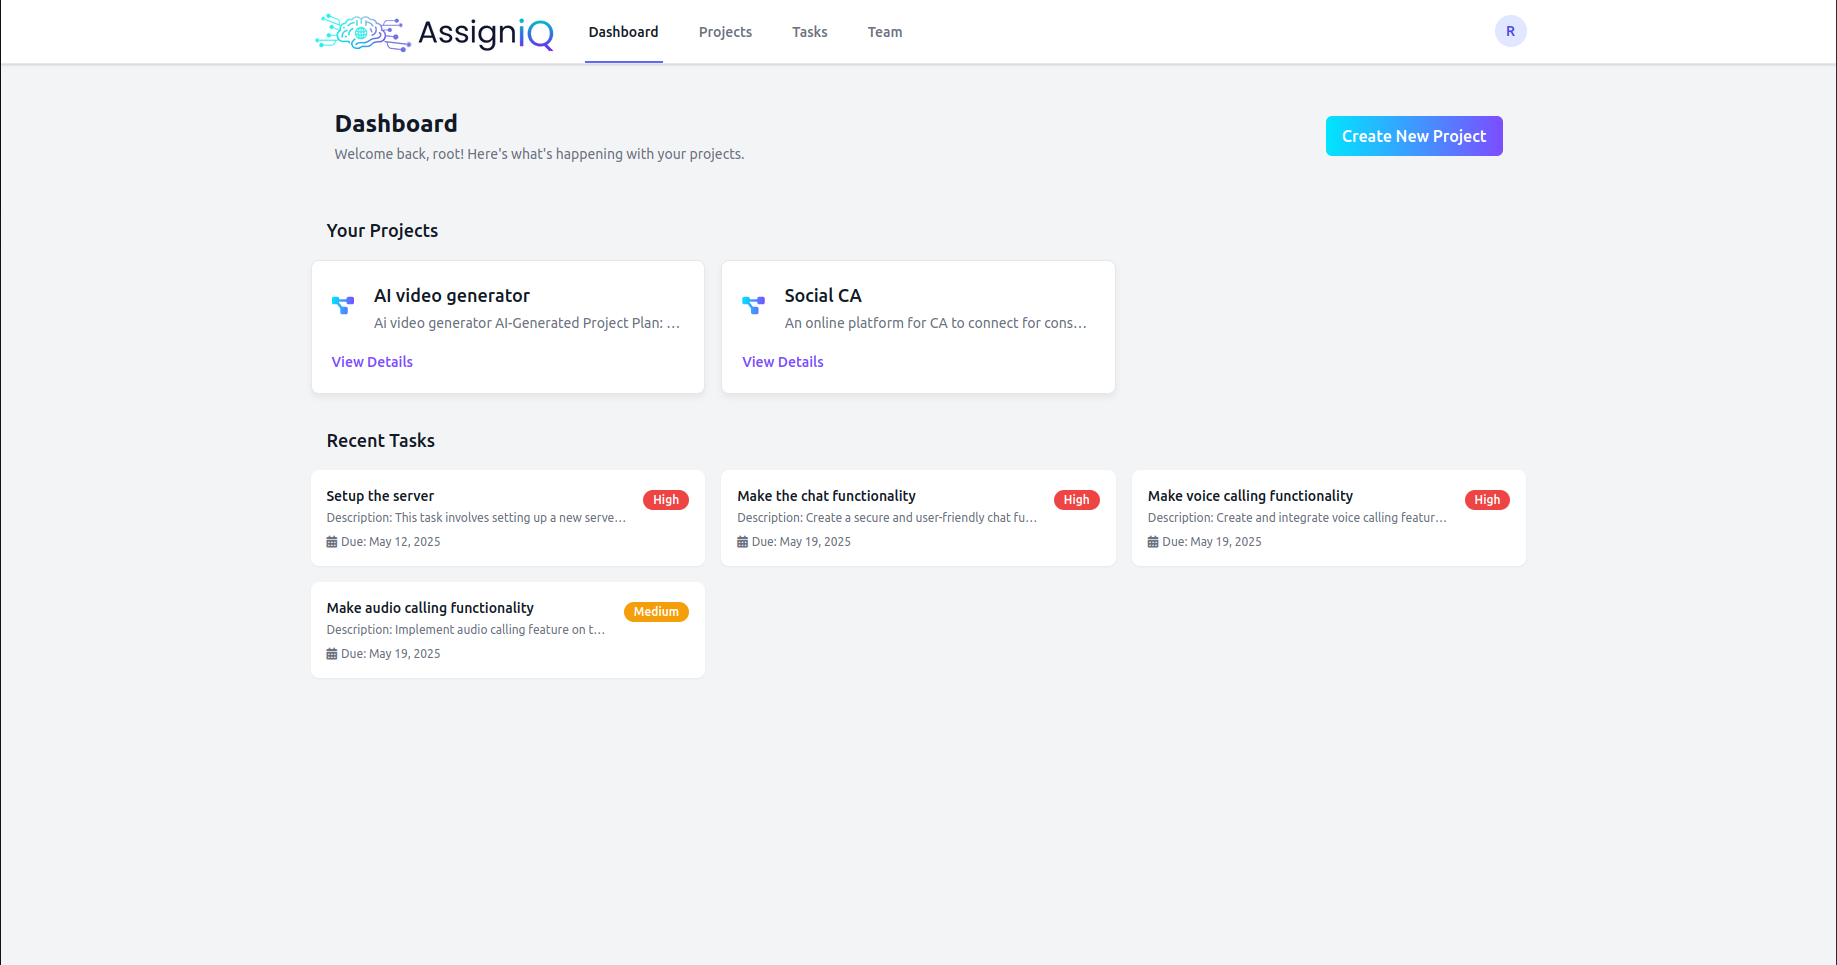 AssigniQ
Dashboard
Projects
Tasks
Team
R
Dashboard
Welcome back, root! Here's what's happening with your projects.
Create New Project
Your Projects
AI video generator
Ai video generator AI-Generated Project Plan: ...
View Details
Social CA
An online platform for CA to connect for cons...
View Details
Recent Tasks
Setup the server
High
Description: This task involves setting up a new serve...
Due: May 12, 2025
Make the chat functionality
High
Description: Create a secure and user-friendly chat fu...
Due: May 19, 2025
Make voice calling functionality
High
Description: Create and integrate voice calling featur...
Due: May 19, 2025
Make audio calling functionality
Medium
Description: Implement audio calling feature on t...
Due: May 19, 2025